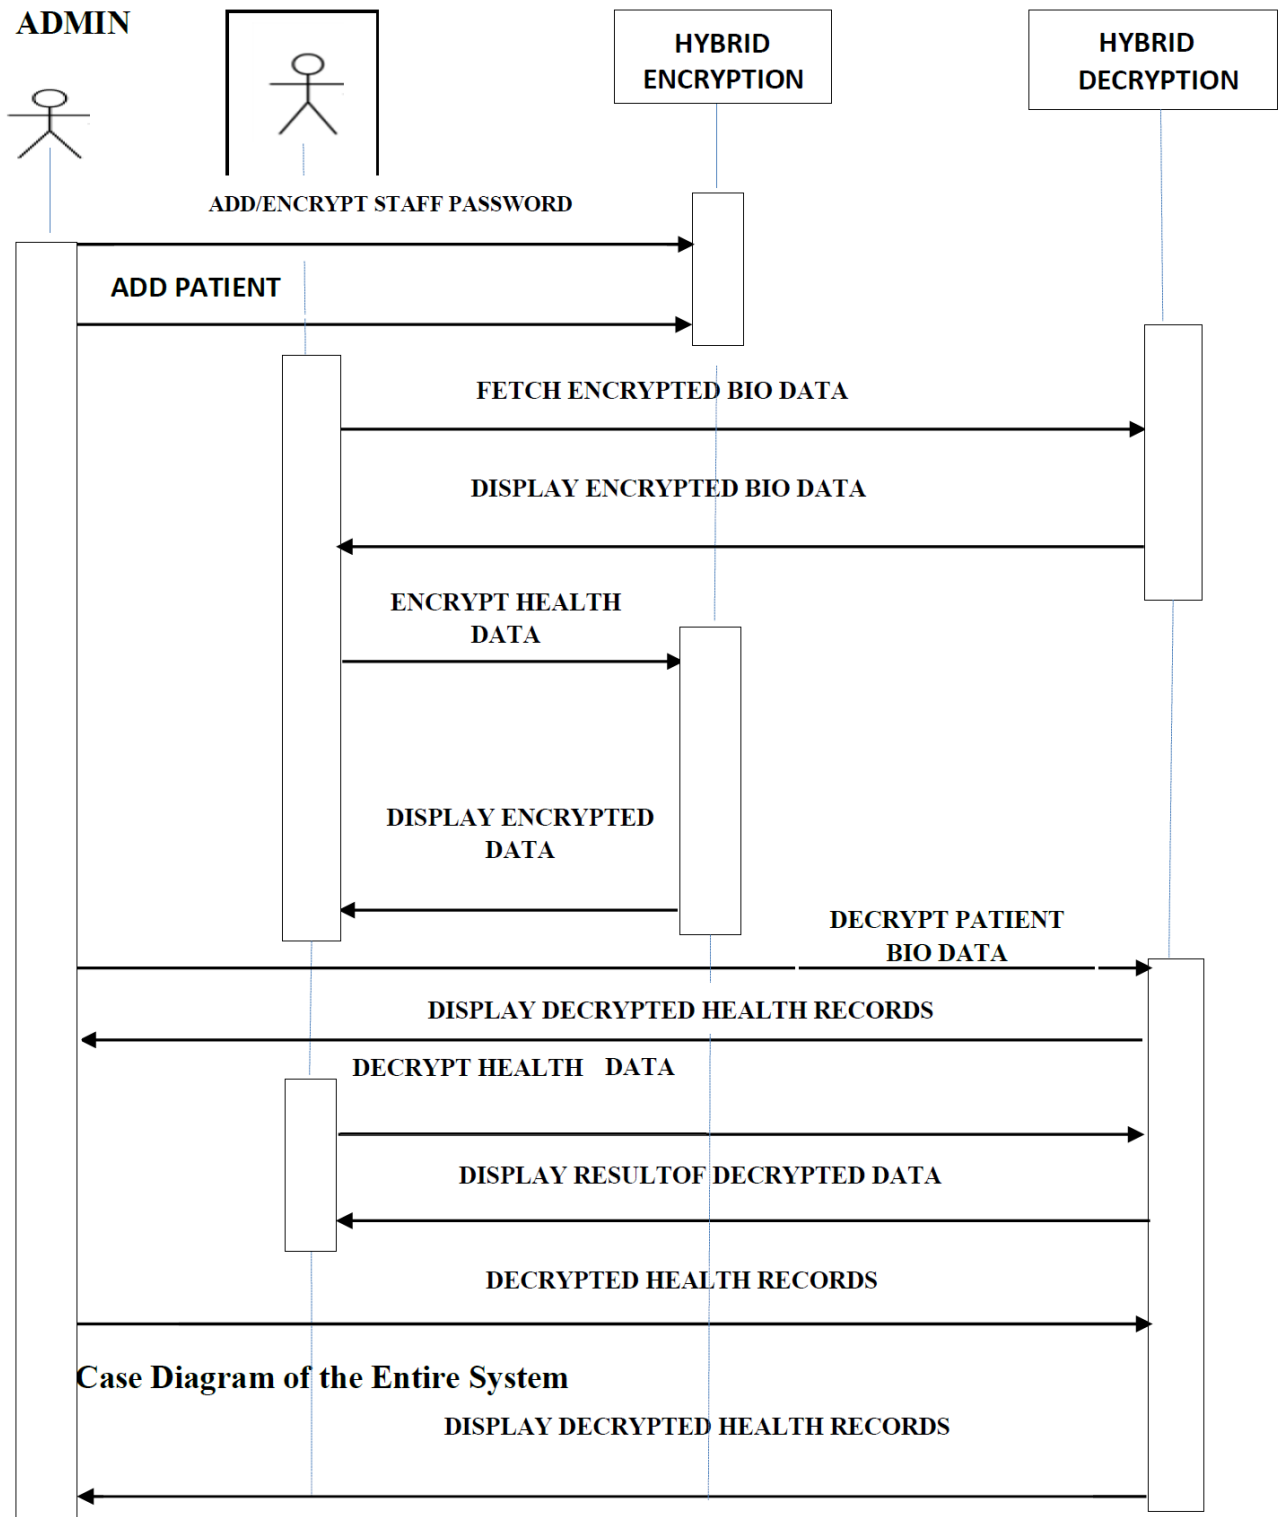 ADMIN
HYBRID
ENCRYPTION
HYBRID
DECRYPTION
ADD/ENCRYPT STAFF PASSWORD
ADD PATIENT
FETCH ENCRYPTED BIO DATA
DISPLAY ENCRYPTED BIO DATA
ENCRYPT HEALTH
DATA
DISPLAY ENCRYPTED
DATA
DECRYPT PATIENT
BIO DATA
DISPLAY DECRYPTED HEALTH RECORDS
DECRYPT HEALTH DATA
DISPLAY RESULTOF DECRYPTED DATA
DECRYPTED HEALTH RECORDS
Case Diagram of the Entire System
DISPLAY DECRYPTED HEALTH RECORDS